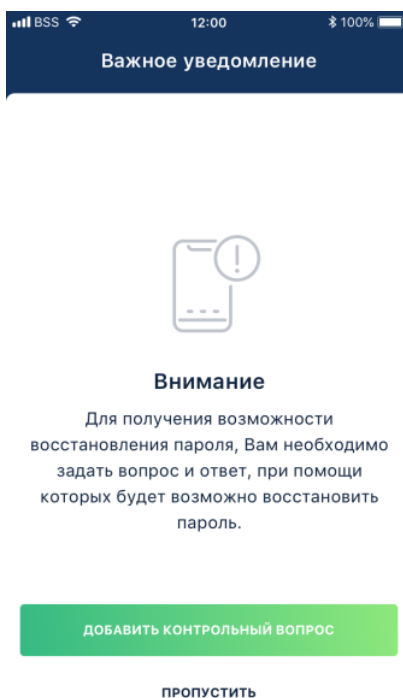 BSS 12:00 100%
Важное уведомление
Внимание
Для получения возможности
восстановления пароля, Вам необходимо
задать вопрос и ответ, при помощи
которых будет возможно восстановить
пароль.
ДОБАВИТЬ КОНТРОЛЬНЫЙ ВОПРОС
ПРОПУСТИТЬ